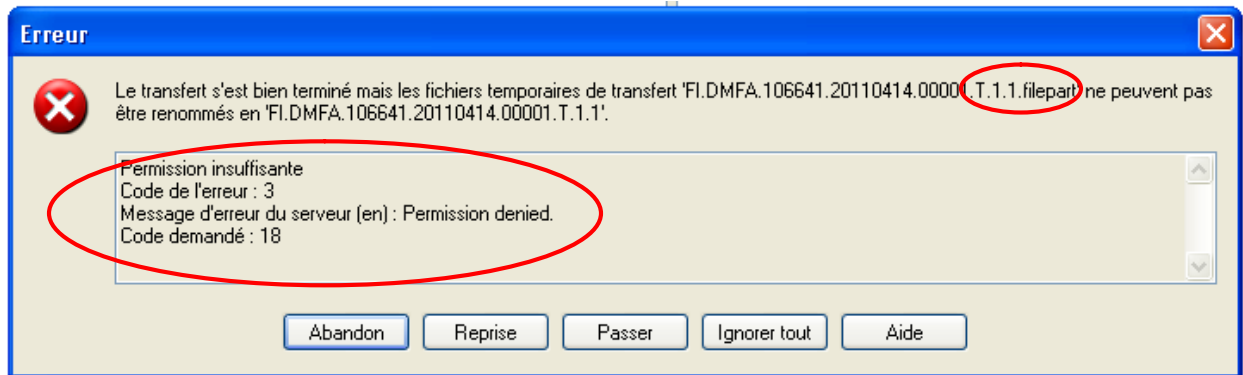 Erreur
Le transfert s'est bien terminé mais les fichiers temporaires de transfert 'FI.DMFA.106641.20110414.00001.T.1.1.filepart' ne peuvent pas
être renommés en 'FI.DMFA.106641.20110414.00001.T.1.1'.
Permission insuffisante
Code de l'erreur : 3
Message d'erreur du serveur (en) : Permission denied.
Code demandé : 18
Abandon Reprise Passer Ignorer tout Aide